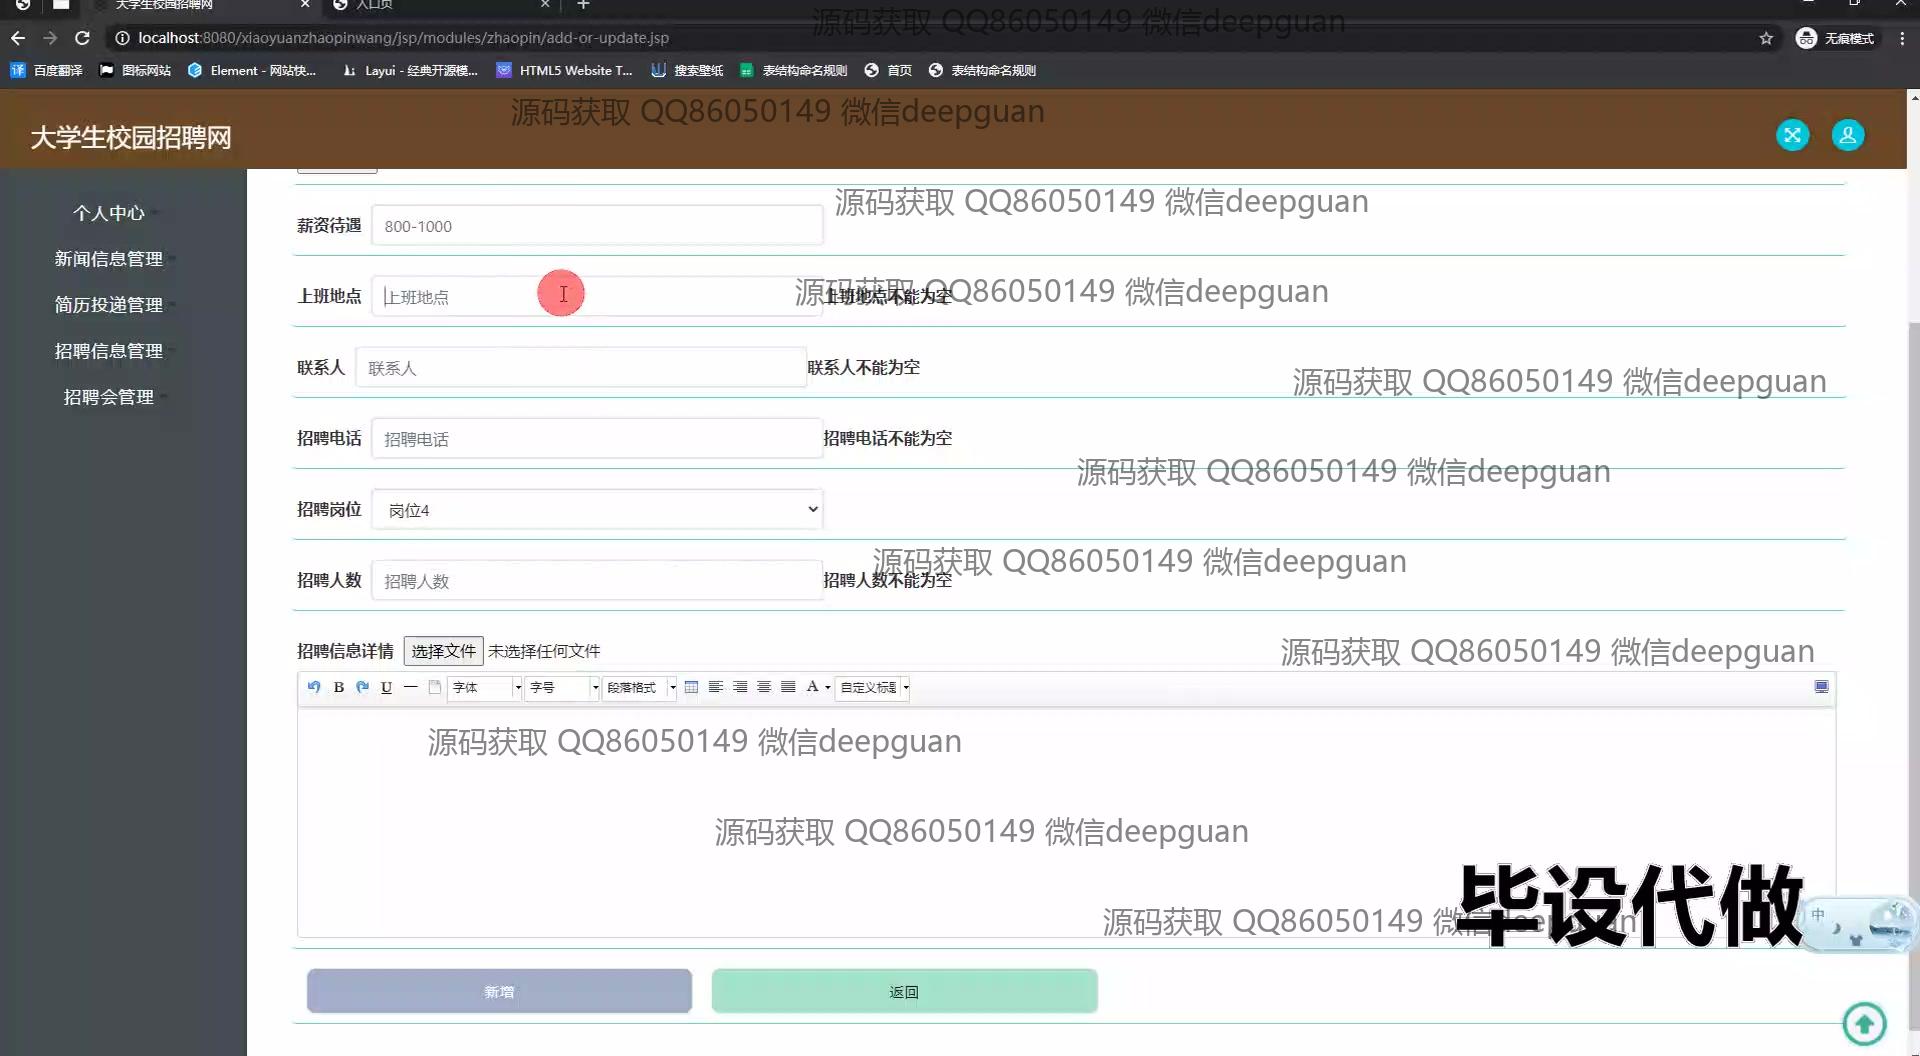 大学生校园招聘网
入口页
源码获取 QQ86050149 微信deepguan
localhost:8080/xiaoyuanzhaopinwang/jsp/modules/zhaopin/add-or-update.jsp
无痕模式
译 百度翻译 图标网站 Element - 网站快... Layui - 经典开源模... HTML5 Website T... 搜索壁纸 表结构命名规则 首页 表结构命名规则
源码获取 QQ86050149 微信deepguan
大学生校园招聘网
个人中心
新闻信息管理
简历投递管理
招聘信息管理
招聘会管理
源码获取 QQ86050149 微信deepguan
薪资待遇 800-1000
上班地点 上班地点 上班地点不能为空
源码获取 QQ86050149 微信deepguan
联系人 联系人 联系人不能为空
源码获取 QQ86050149 微信deepguan
招聘电话 招聘电话 招聘电话不能为空
源码获取 QQ86050149 微信deepguan
招聘岗位 岗位4
源码获取 QQ86050149 微信deepguan
招聘人数 招聘人数 招聘人数不能为空
招聘信息详情 选择文件 未选择任何文件
源码获取 QQ86050149 微信deepguan
B U 字体 字号 段落格式 A 自定义标题
源码获取 QQ86050149 微信deepguan
源码获取 QQ86050149 微信deepguan
源码获取 QQ86050149 微信deepguan
毕设代做
中
新增 返回